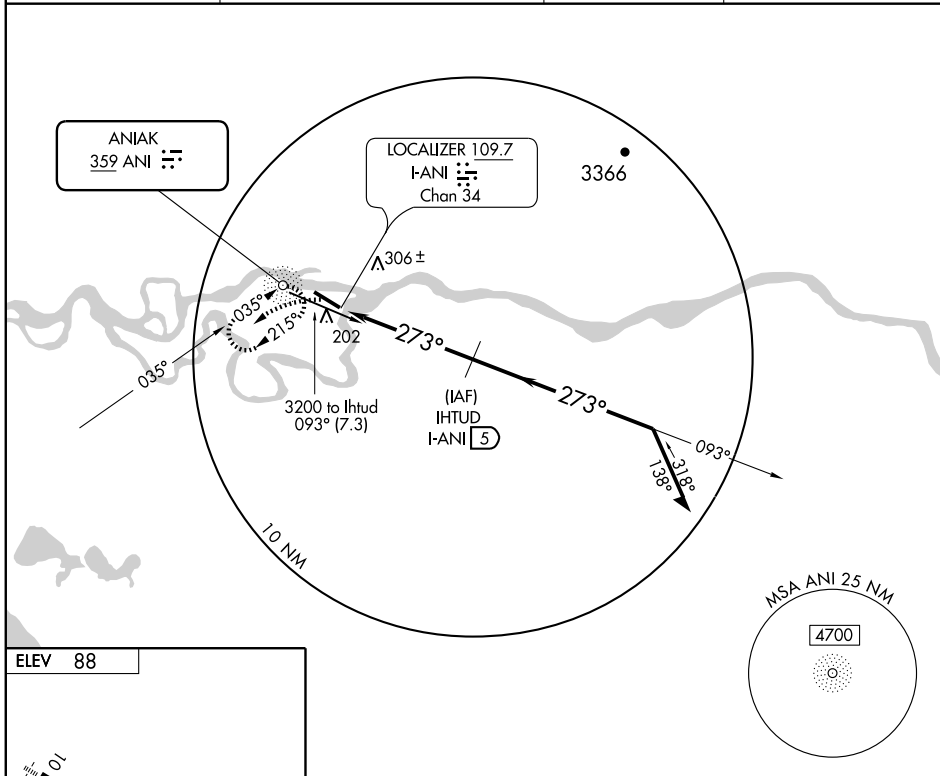 ANIAK
359 ANI
LOCALIZER 109.7
I-ANI
Chan 34
3366
306 ±
035°
215°
202
035°
273°
3200 to Ihtud
093° (7.3)
(IAF)
IHTUD
I-ANI 5
273°
093°
318°
138°
10 NM
MSA ANI 25 NM
4700
ELEV 88
10